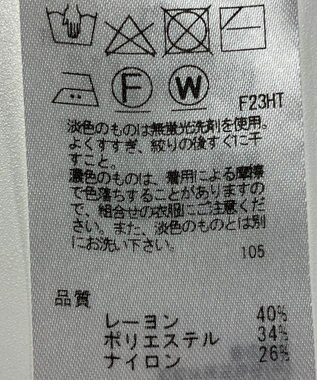 F W
F23HT
淡色のものは無蛍光洗剤を使用。
よくすすぎ、絞りの後すぐに干
すこと。
濃色のものは、着用による摩擦
で色落ちすることがありますの
で、組合せの衣服にご注意くだ
さい。また、淡色のものとは別
にお洗い下さい。
105
品質
レーヨン 40%
ポリエステル 34%
ナイロン 26%